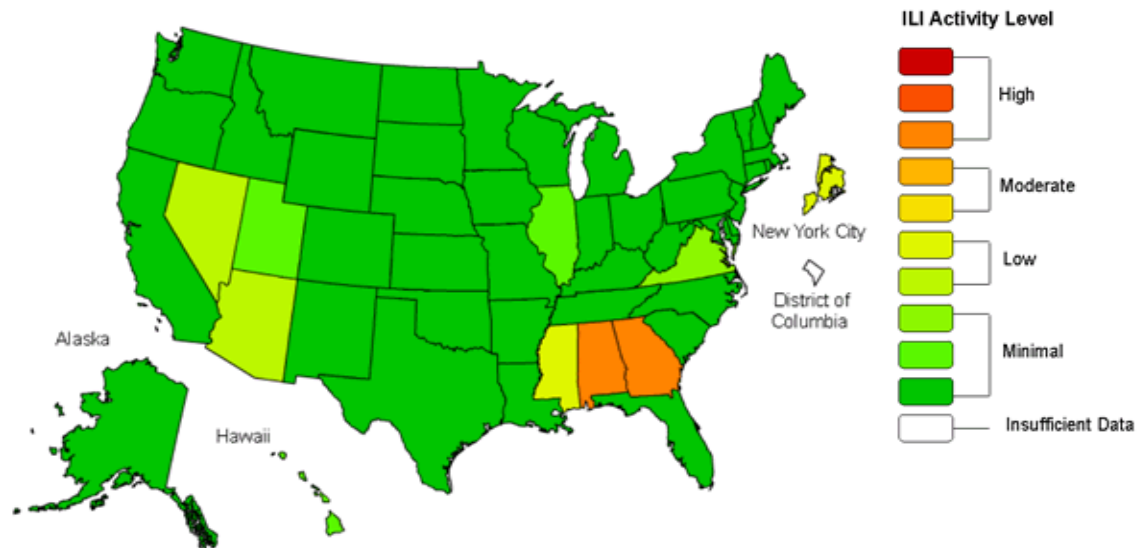 ILI Activity Level
High
Moderate
New York City
Low
District of
Columbia
Alaska
Minimal
Insufficient Data
Hawaii